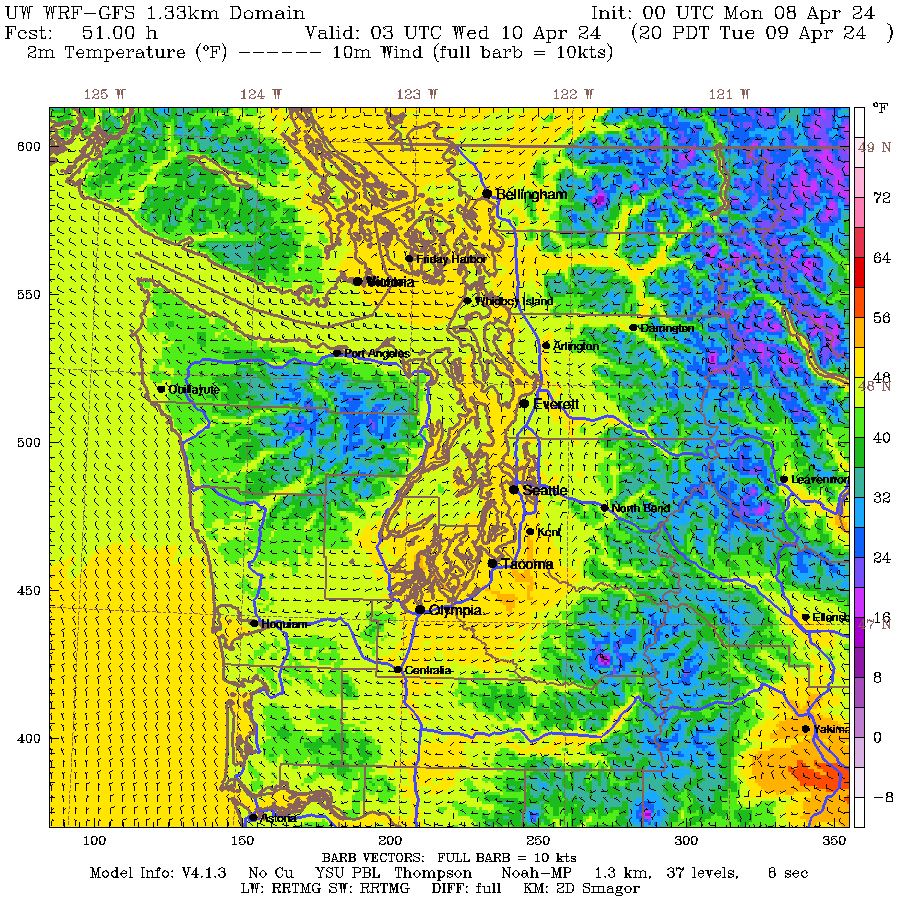 UW WRF-GFS 1.33km Domain Init: 00 UTC Mon 08 Apr 24
Fcst: 51.00 h Valid: 03 UTC Wed 10 Apr 24 (20 PDT Tue 09 Apr 24 )
2m Temperature (°F) ------ 10m Wind (full barb = 10kts)
125 W 124 W 123 W 122 W 121 W
°F
600 49 N
Bellingham
72
Friday Harbor 64
Victoria
550 Whidbey Island
Darrington 56
Arlington
Port Angeles
48
Quillayute 48 N
Everett
500 40
Leavenworth
Seattle 32
North Bend
Kent
Tacoma 24
450
Olympia 16
Hoquiam Ellensb 47 N
Centralia 8
Yakima
400 0
-8
Astoria
100 150 200 250 300 350
BARB VECTORS: FULL BARB = 10 kts
Model Info: V4.1.3 No Cu YSU PBL Thompson Noah-MP 1.3 km, 37 levels, 8 sec
LW: RRTMG SW: RRTMG DIFF: full KM: 2D Smagor